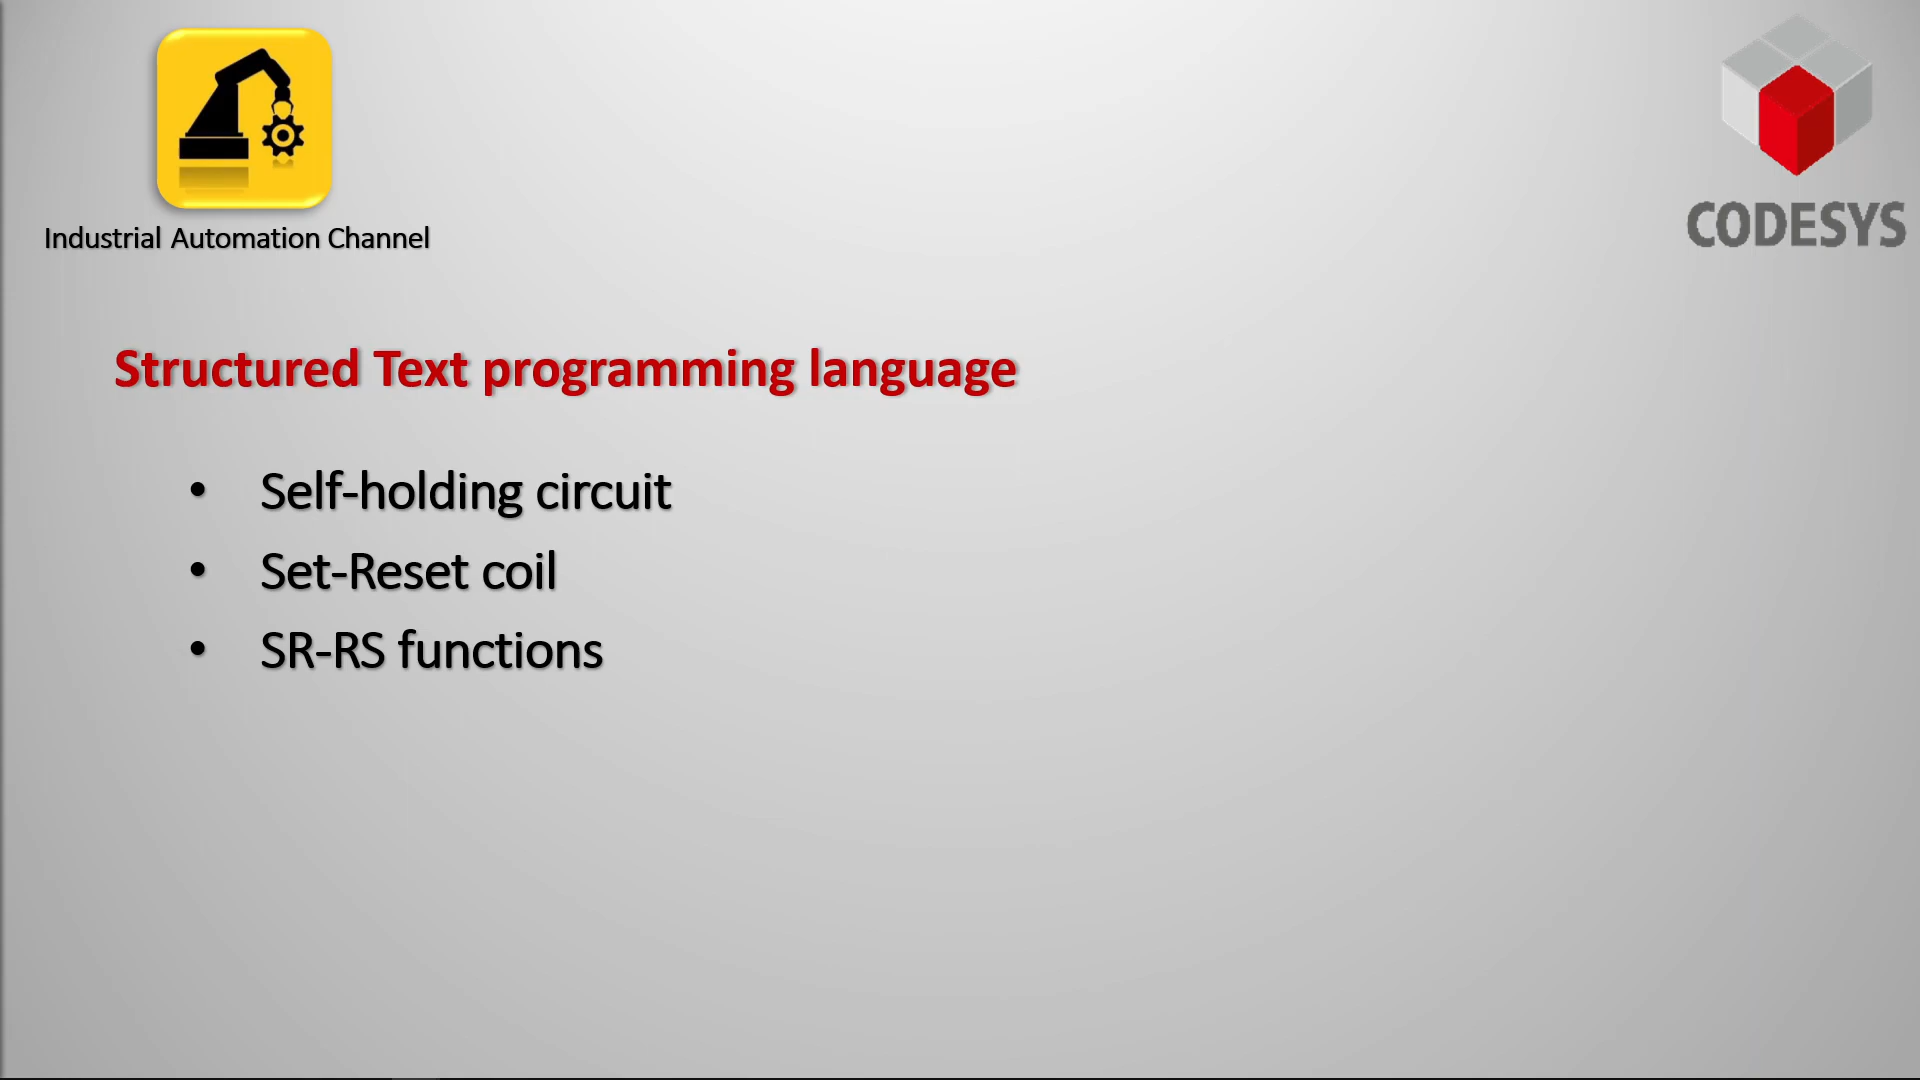 Industrial Automation Channel
CODESYS
Structured Text programming language
• Self-holding circuit
• Set-Reset coil
• SR-RS functions